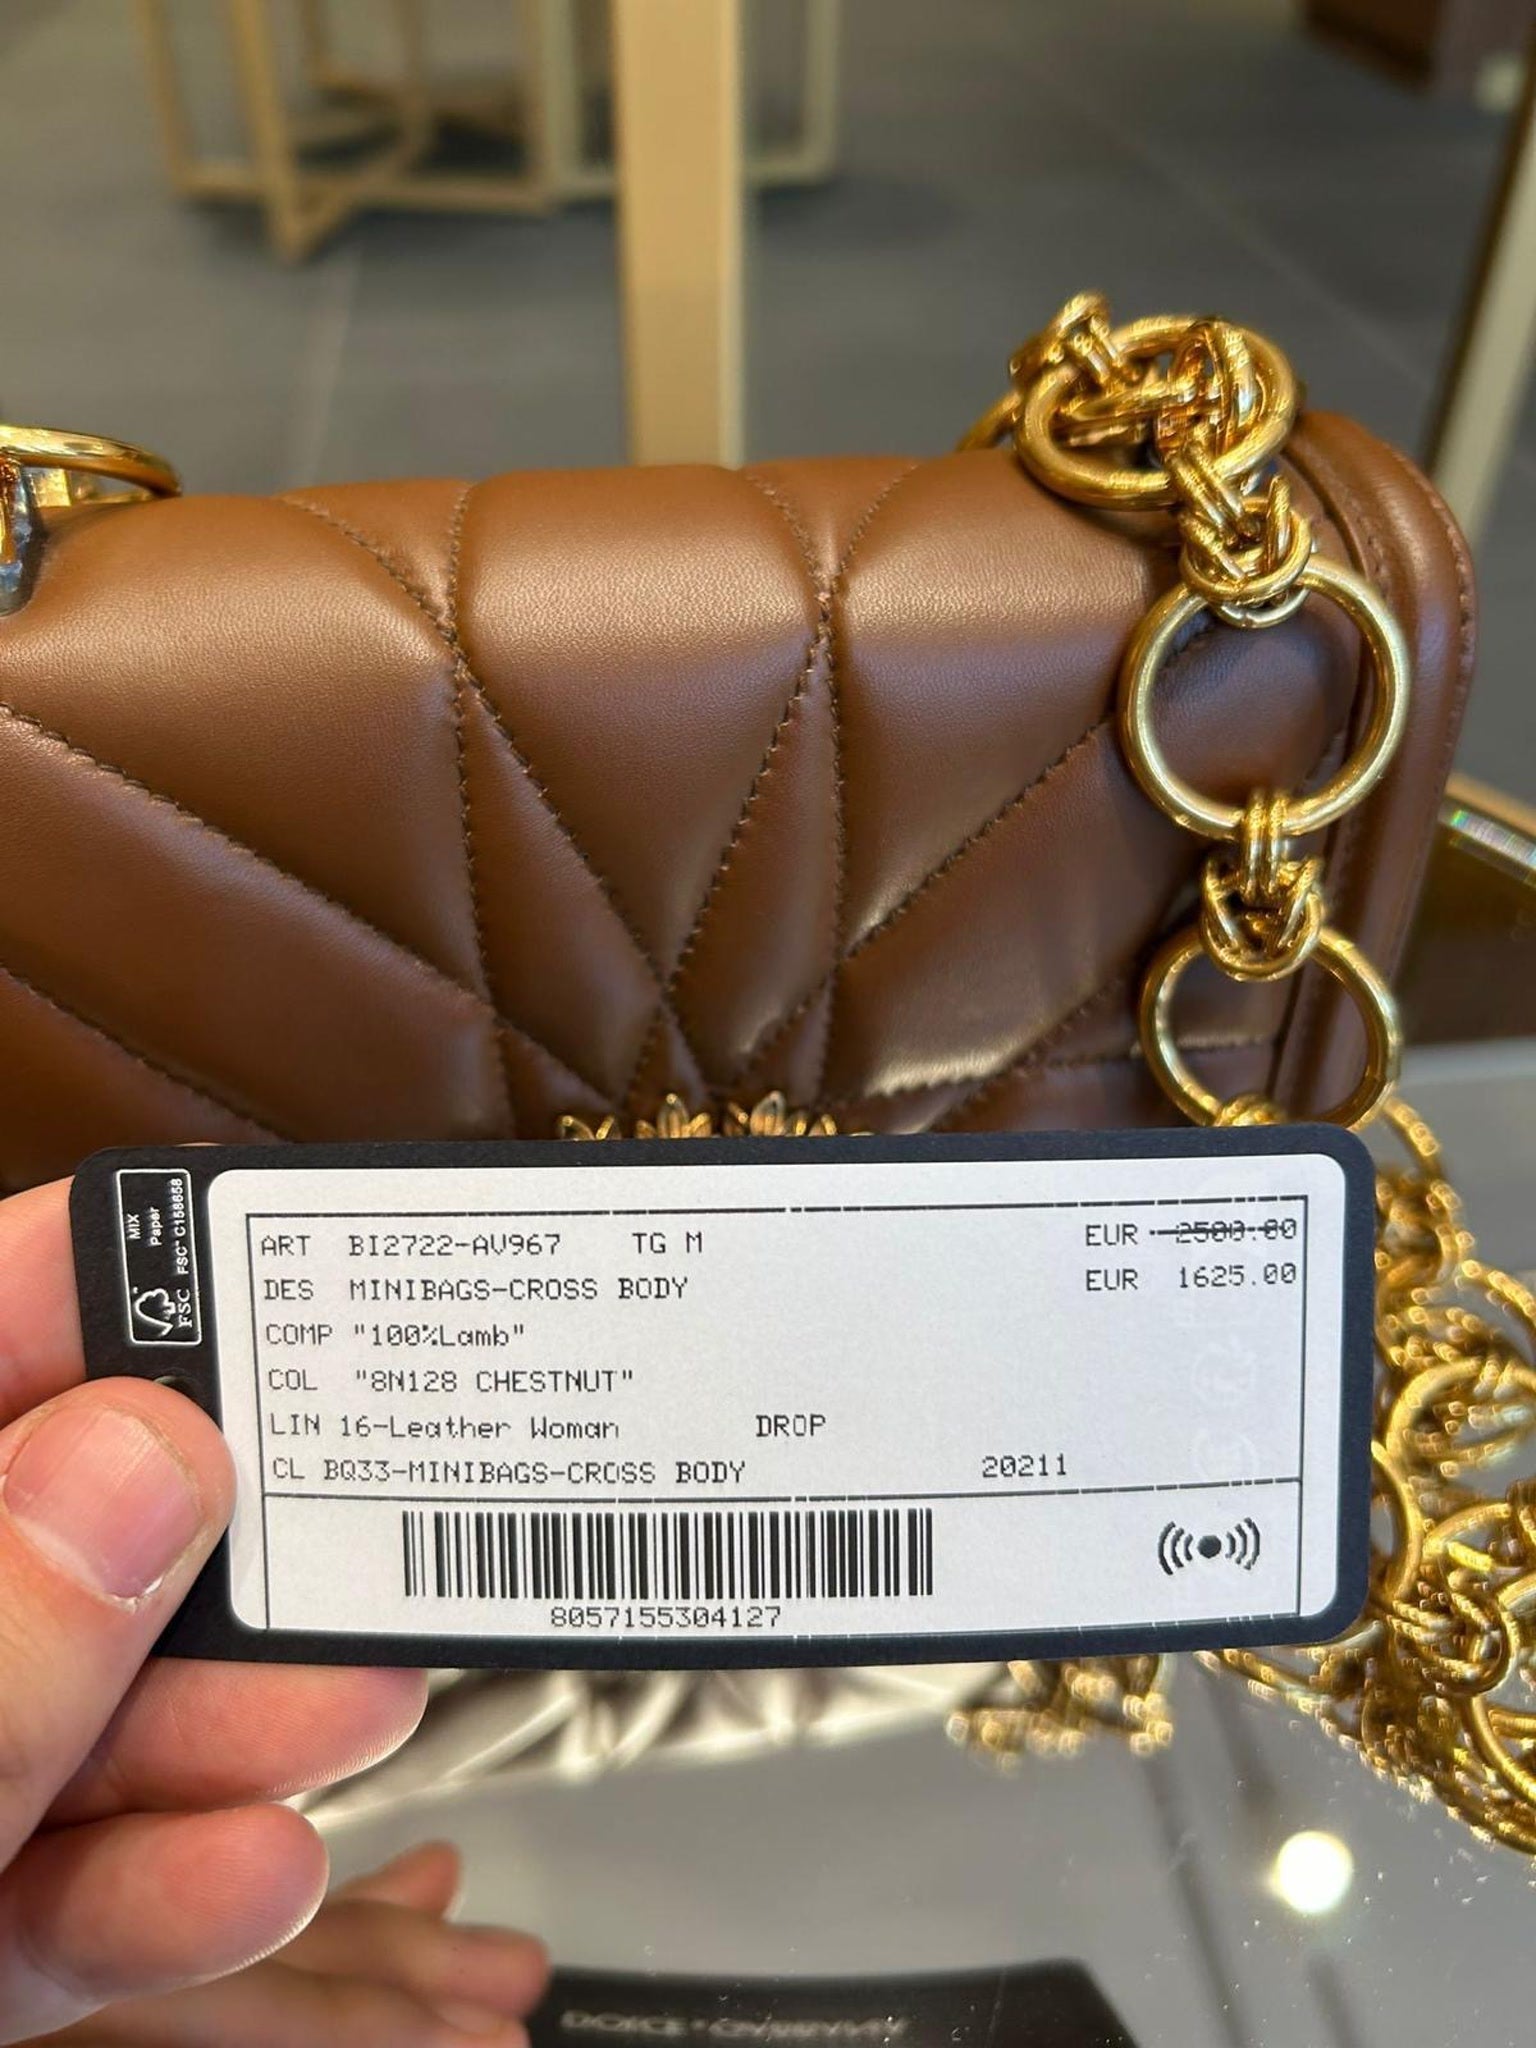 MIX
Paper
FSC® C158658
FSC
ART BI2722-AV967 TG M EUR 2500.00
DES MINIBAGS-CROSS BODY EUR 1625.00
COMP "100%Lamb"
COL "8N128 CHESTNUT"
LIN 16-Leather Woman DROP
CL BQ33-MINIBAGS-CROSS BODY 20211
8057155304127